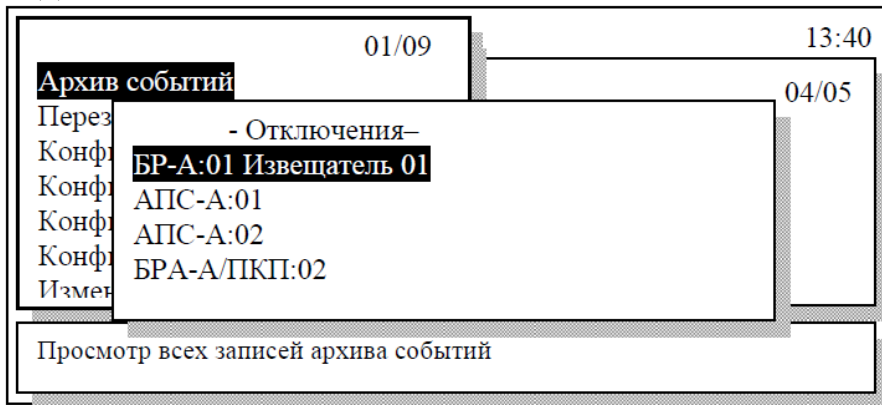 01/09
13:40
Архив событий
04/05
Перез
- Отключения–
Конф
БР-А:01 Извещатель 01
Конф
АПС-А:01
Конф
АПС-А:02
Конф
БРА-А/ПКП:02
Измен
Просмотр всех записей архива событий